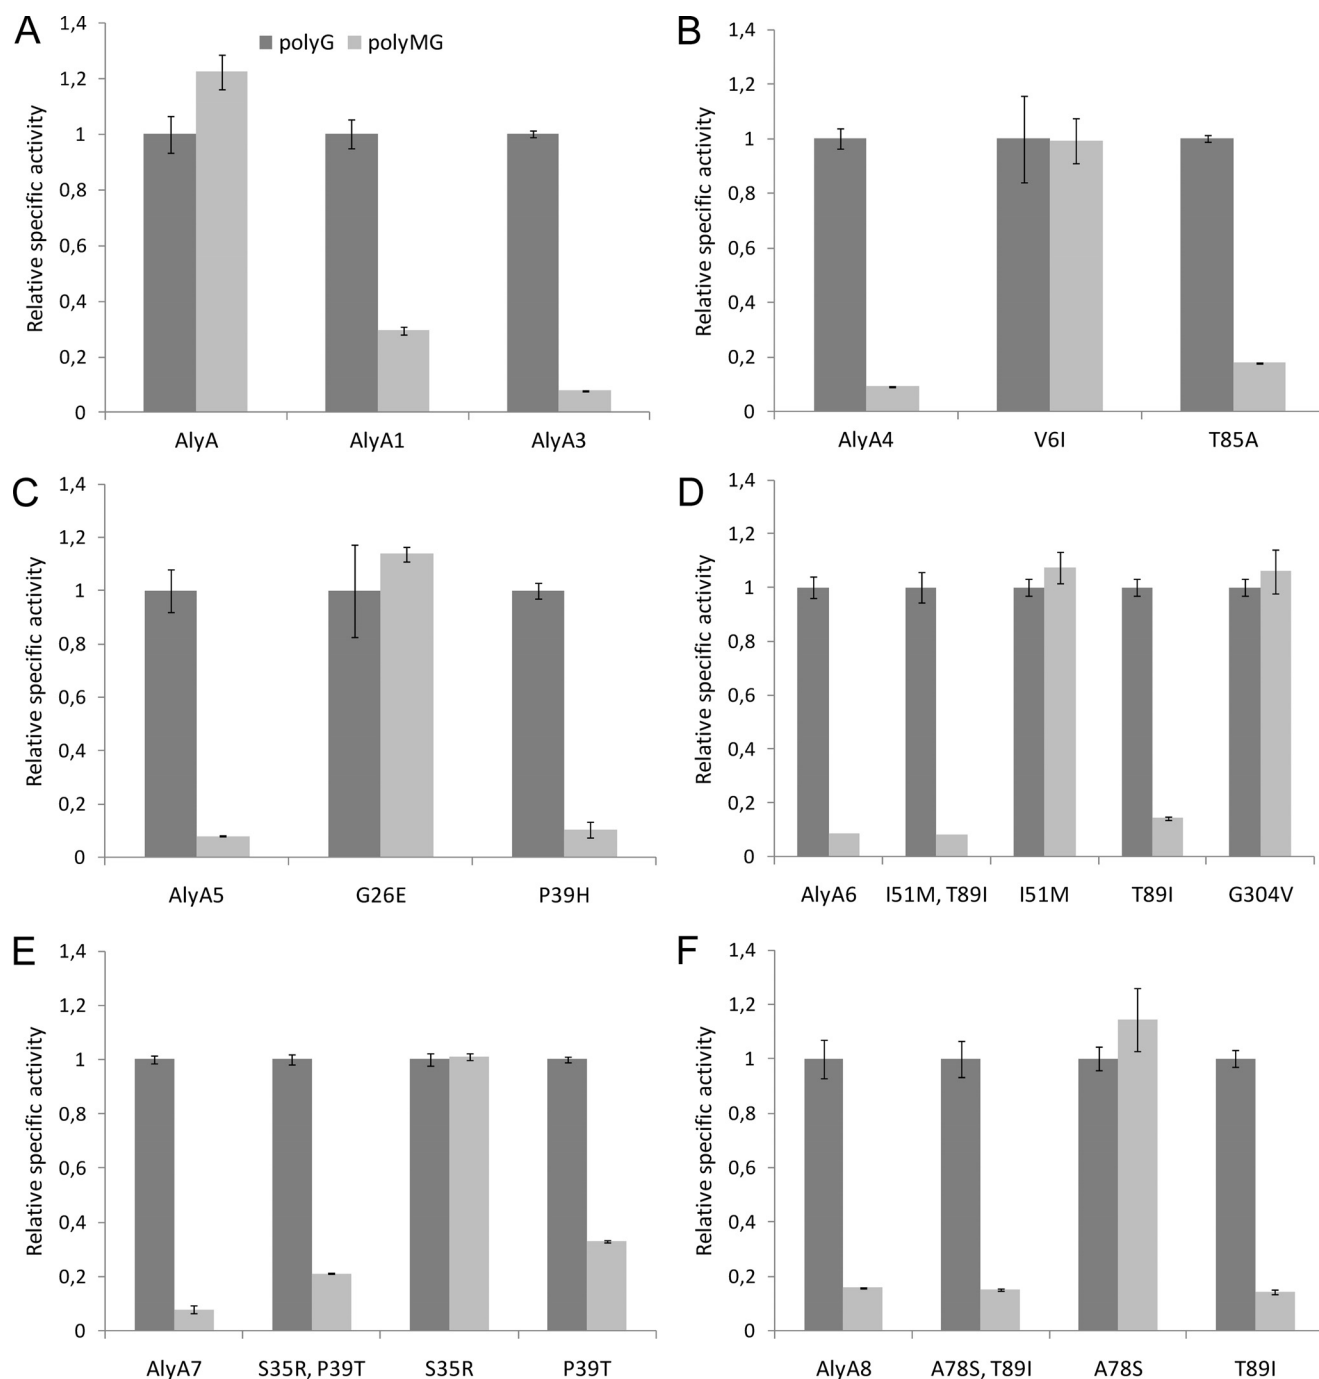 A
polyG polyMG
Relative specific activity
1,4
1,2
1
0,8
0,6
0,4
0,2
0
AlyA AlyA1 AlyA3
B
Relative specific activity
1,4
1,2
1
0,8
0,6
0,4
0,2
0
AlyA4 V6I T85A
C
Relative specific activity
1,4
1,2
1
0,8
0,6
0,4
0,2
0
AlyA5 G26E P39H
D
Relative specific activity
1,4
1,2
1
0,8
0,6
0,4
0,2
0
AlyA6 I51M, T89I I51M T89I G304V
E
Relative specific activity
1,4
1,2
1
0,8
0,6
0,4
0,2
0
AlyA7 S35R, P39T S35R P39T
F
Relative specific activity
1,4
1,2
1
0,8
0,6
0,4
0,2
0
AlyA8 A78S, T89I A78S T89I